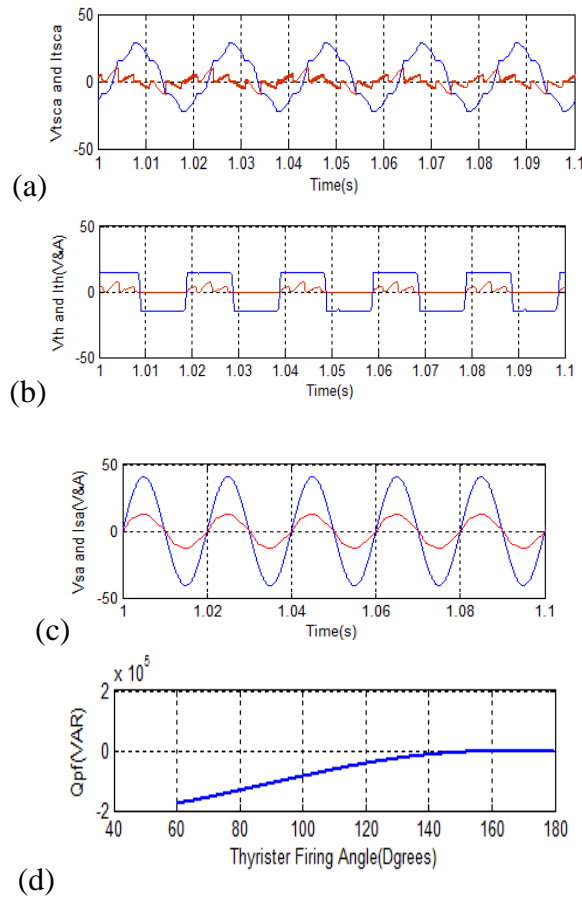 50
0
-50
Vtsca and Itsca
1 1.01 1.02 1.03 1.04 1.05 1.06 1.07 1.08 1.09 1.1
Time(s)
(a)
50
0
-50
Vth and Ith(V&A)
1 1.01 1.02 1.03 1.04 1.05 1.06 1.07 1.08 1.09 1.1
Time(s)
(b)
50
0
-50
Vsa and Isa(V&A)
1 1.02 1.04 1.06 1.08 1.1
Time(s)
(c)
x 10^5
2
0
-2
Qpf(VAR)
40 60 80 100 120 140 160 180
Thyrister Firing Angle(Dgrees)
(d)